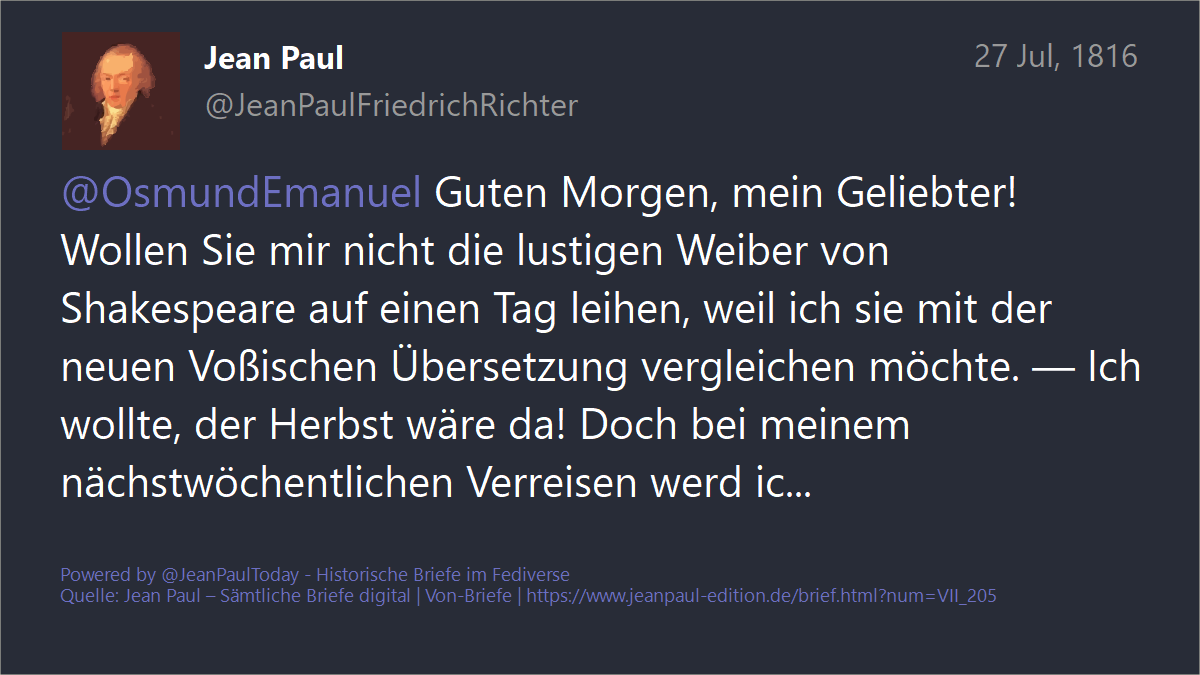 Jean Paul
27 Jul, 1816
@JeanPaulFriedrichRichter
@OsmundEmanuel Guten Morgen, mein Geliebter!
Wollen Sie mir nicht die lustigen Weiber von
Shakespeare auf einen Tag leihen, weil ich sie mit der
neuen Voßischen Übersetzung vergleichen möchte. — Ich
wollte, der Herbst wäre da! Doch bei meinem
nächstwöchentlichen Verreisen werd ic...
Powered by @JeanPaulToday - Historische Briefe im Fediverse
Quelle: Jean Paul – Sämtliche Briefe digital | Von-Briefe | https://www.jeanpaul-edition.de/brief.html?num=VII_205